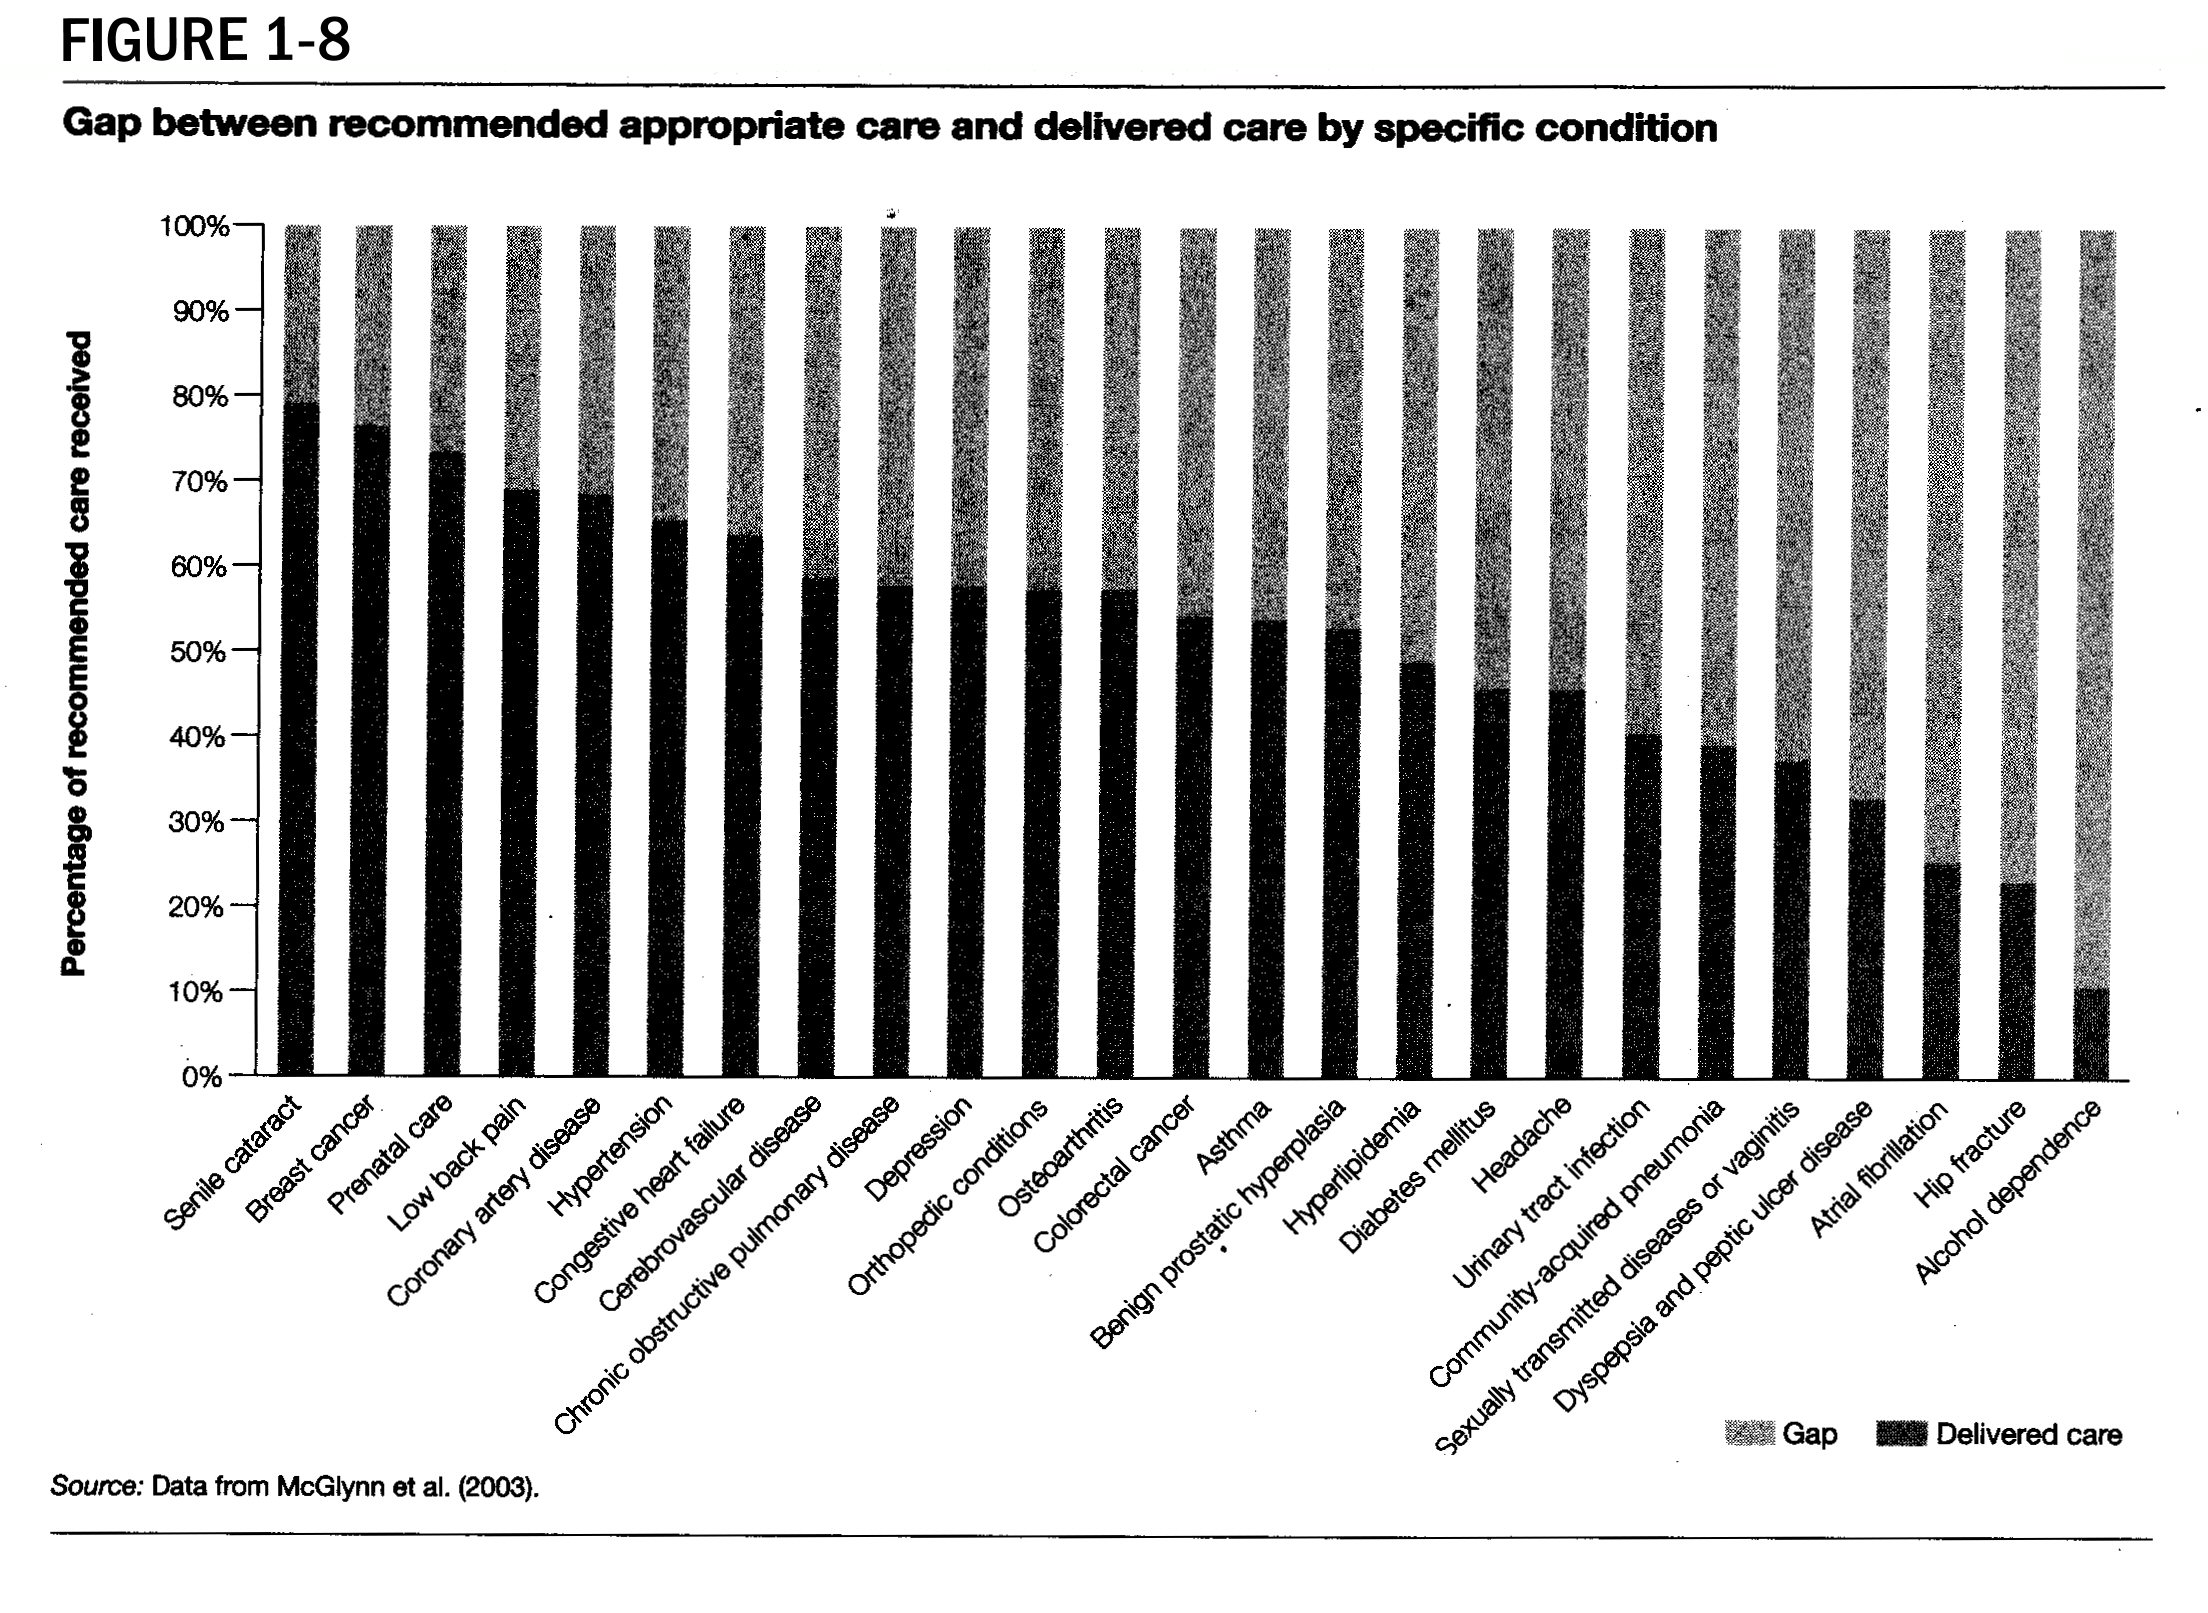 FIGURE 1-8
Gap between recommended appropriate care and delivered care by specific condition
Percentage of recommended care received
100%
90%
80%
70%
60%
50%
40%
30%
20%
10%
0%
Senile cataract
Breast cancer
Prenatal care
Low back pain
Coronary artery disease
Hypertension
Congestive heart failure
Cerebrovascular disease
Chronic obstructive pulmonary disease
Depression
Orthopedic conditions
Osteoarthritis
Colorectal cancer
Asthma
Benign prostatic hyperplasia
Hyperlipidemia
Diabetes mellitus
Headache
Urinary tract infection
Community-acquired pneumonia
Sexually transmitted diseases or vaginitis
Dyspepsia and peptic ulcer disease
Atrial fibrillation
Hip fracture
Alcohol dependence
Gap
Delivered care
Source: Data from McGlynn et al. (2003).